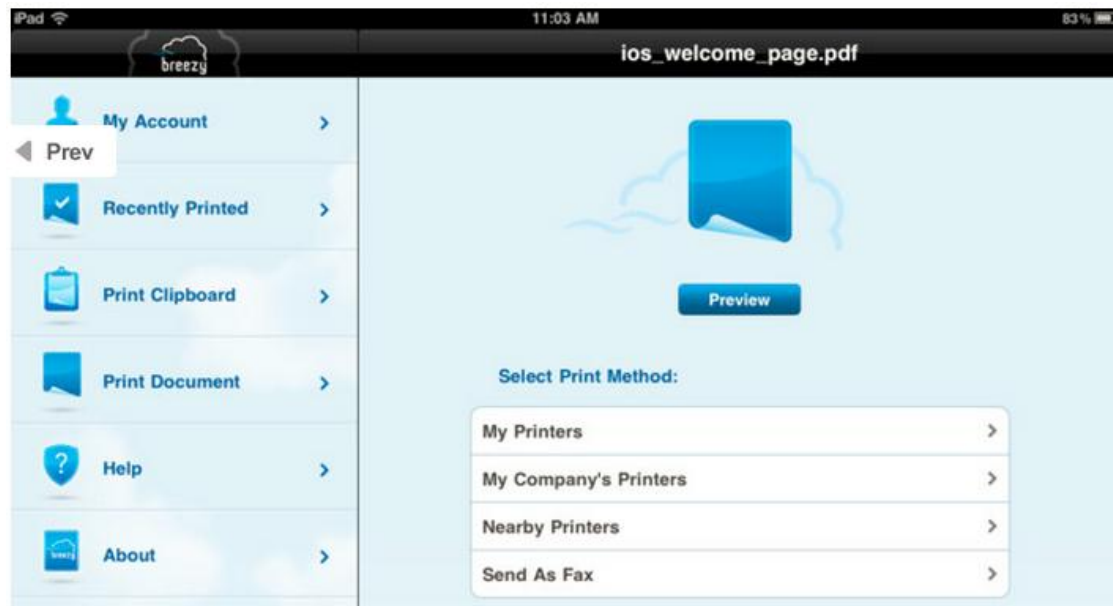 iPad 11:03 AM 83%
breezy
ios_welcome_page.pdf
My Account
Prev
Recently Printed
Print Clipboard
Print Document
Help
About
breezy
Preview
Select Print Method:
My Printers
My Company's Printers
Nearby Printers
Send As Fax